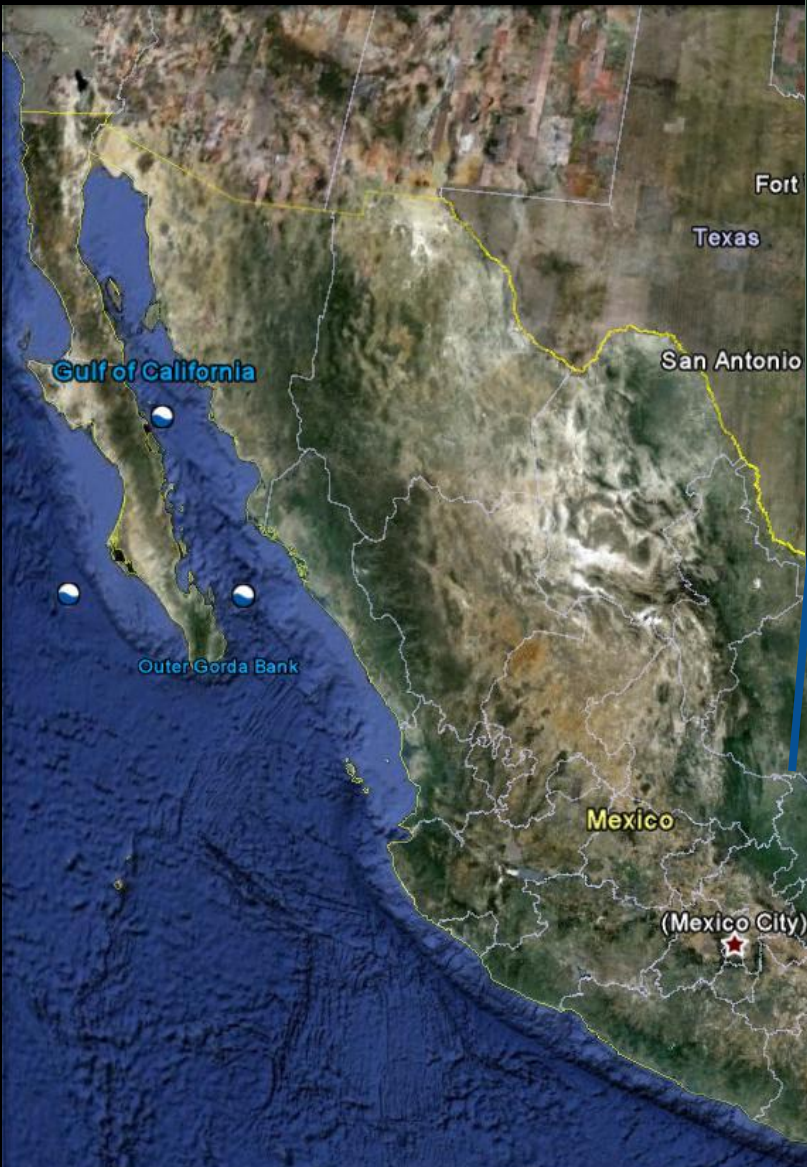 Fort
Texas
San Antonio
Gulf of California
Outer Gorda Bank
Mexico
(Mexico City)